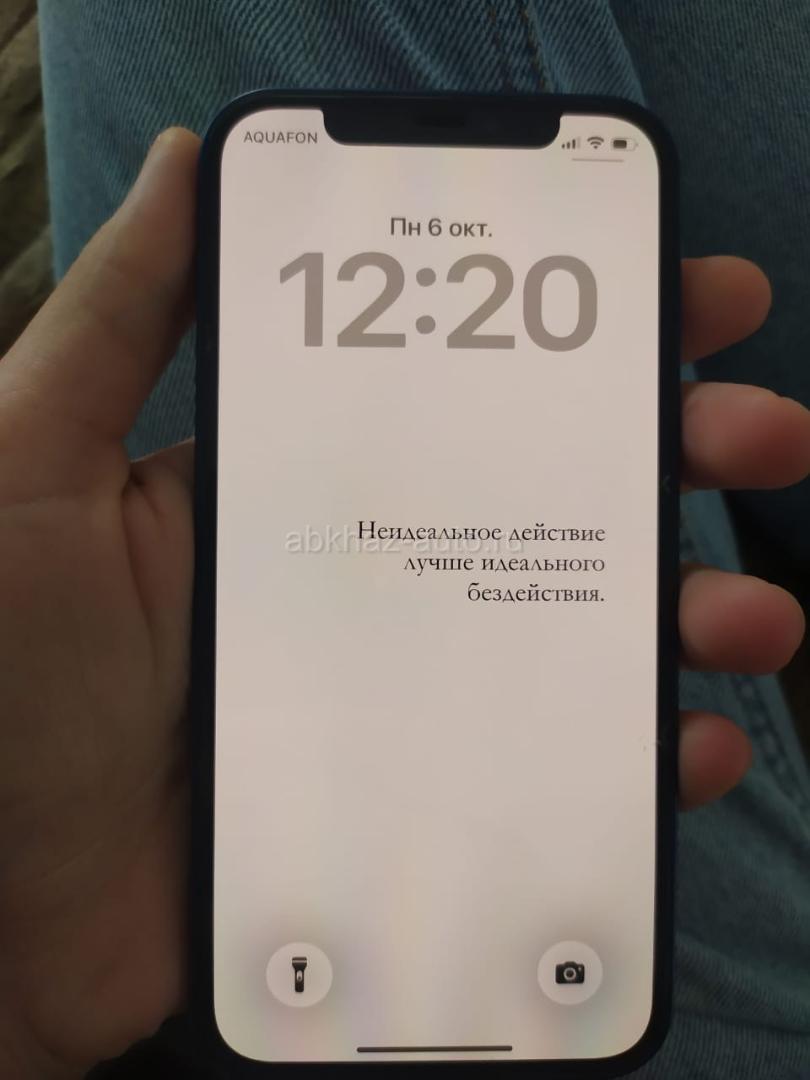 AQUAFON
Пн 6 окт.
12:20
Неидеальное действие
лучше идеального
бездействия.
abkhaz-auto.ru